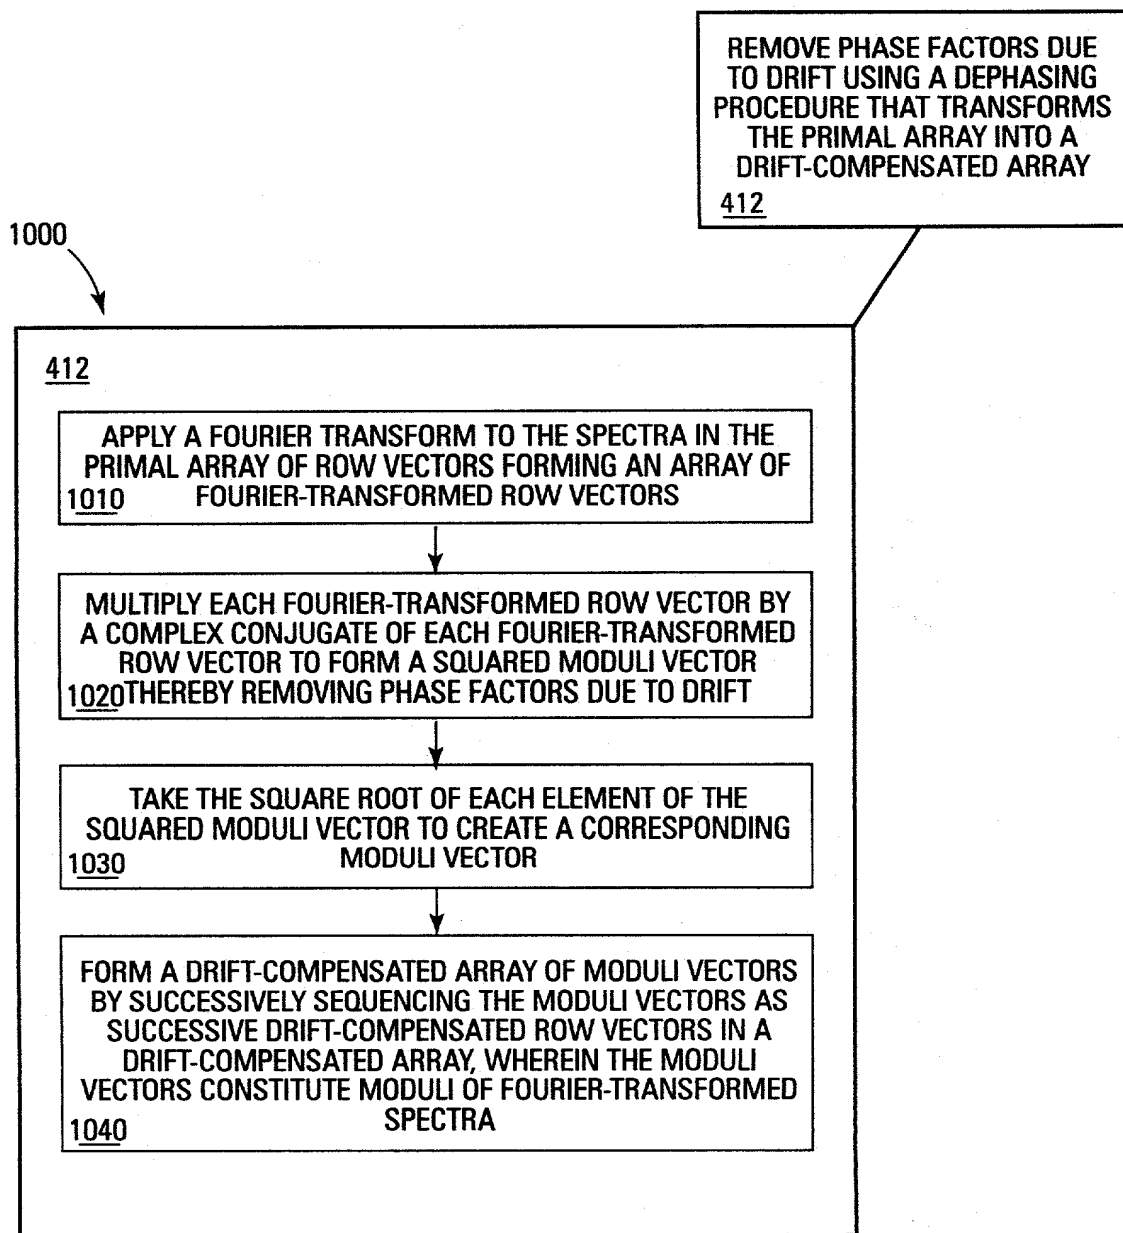 REMOVE PHASE FACTORS DUE
TO DRIFT USING A DEPHASING
PROCEDURE THAT TRANSFORMS
THE PRIMAL ARRAY INTO A
DRIFT-COMPENSATED ARRAY
412
1000
412
APPLY A FOURIER TRANSFORM TO THE SPECTRA IN THE
PRIMAL ARRAY OF ROW VECTORS FORMING AN ARRAY OF
1010 FOURIER-TRANSFORMED ROW VECTORS
MULTIPLY EACH FOURIER-TRANSFORMED ROW VECTOR BY
A COMPLEX CONJUGATE OF EACH FOURIER-TRANSFORMED
ROW VECTOR TO FORM A SQUARED MODULI VECTOR
1020 THEREBY REMOVING PHASE FACTORS DUE TO DRIFT
TAKE THE SQUARE ROOT OF EACH ELEMENT OF THE
SQUARED MODULI VECTOR TO CREATE A CORRESPONDING
1030 MODULI VECTOR
FORM A DRIFT-COMPENSATED ARRAY OF MODULI VECTORS
BY SUCCESSIVELY SEQUENCING THE MODULI VECTORS AS
SUCCESSIVE DRIFT-COMPENSATED ROW VECTORS IN A
DRIFT-COMPENSATED ARRAY, WHEREIN THE MODULI
VECTORS CONSTITUTE MODULI OF FOURIER-TRANSFORMED
SPECTRA
1040